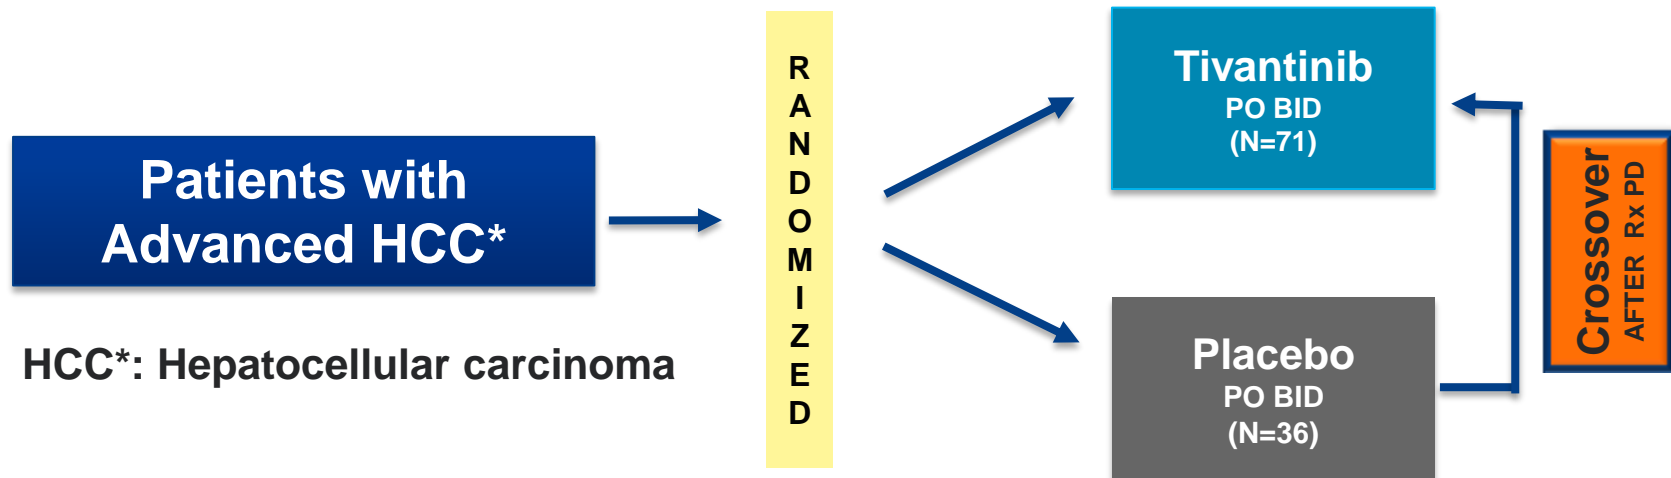 Patients with
Advanced HCC*
HCC*: Hepatocellular carcinoma
RANDOMIZED
Tivantinib
PO BID
(N=71)
Placebo
PO BID
(N=36)
Crossover
AFTER Rx PD